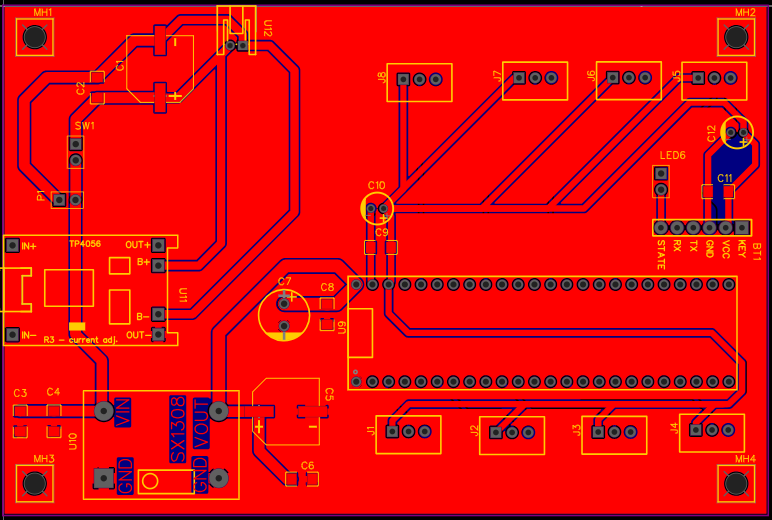 MH1
MH2
U12
C1
C2
J8
J7
J6
J5
SW1
C12
LED6
P1
C10
C11
+
C9
STATE
RX
TX
GND
VCC
KEY
BT1
IN+
TP4056
OUT+
B+
U11
B-
IN-
OUT-
R3 - current adj.
C7
C8
U9
C3
C4
VIN
SX1308
VOUT
C5
U10
GND
GND
C6
J1
J2
J3
J4
MH3
MH4